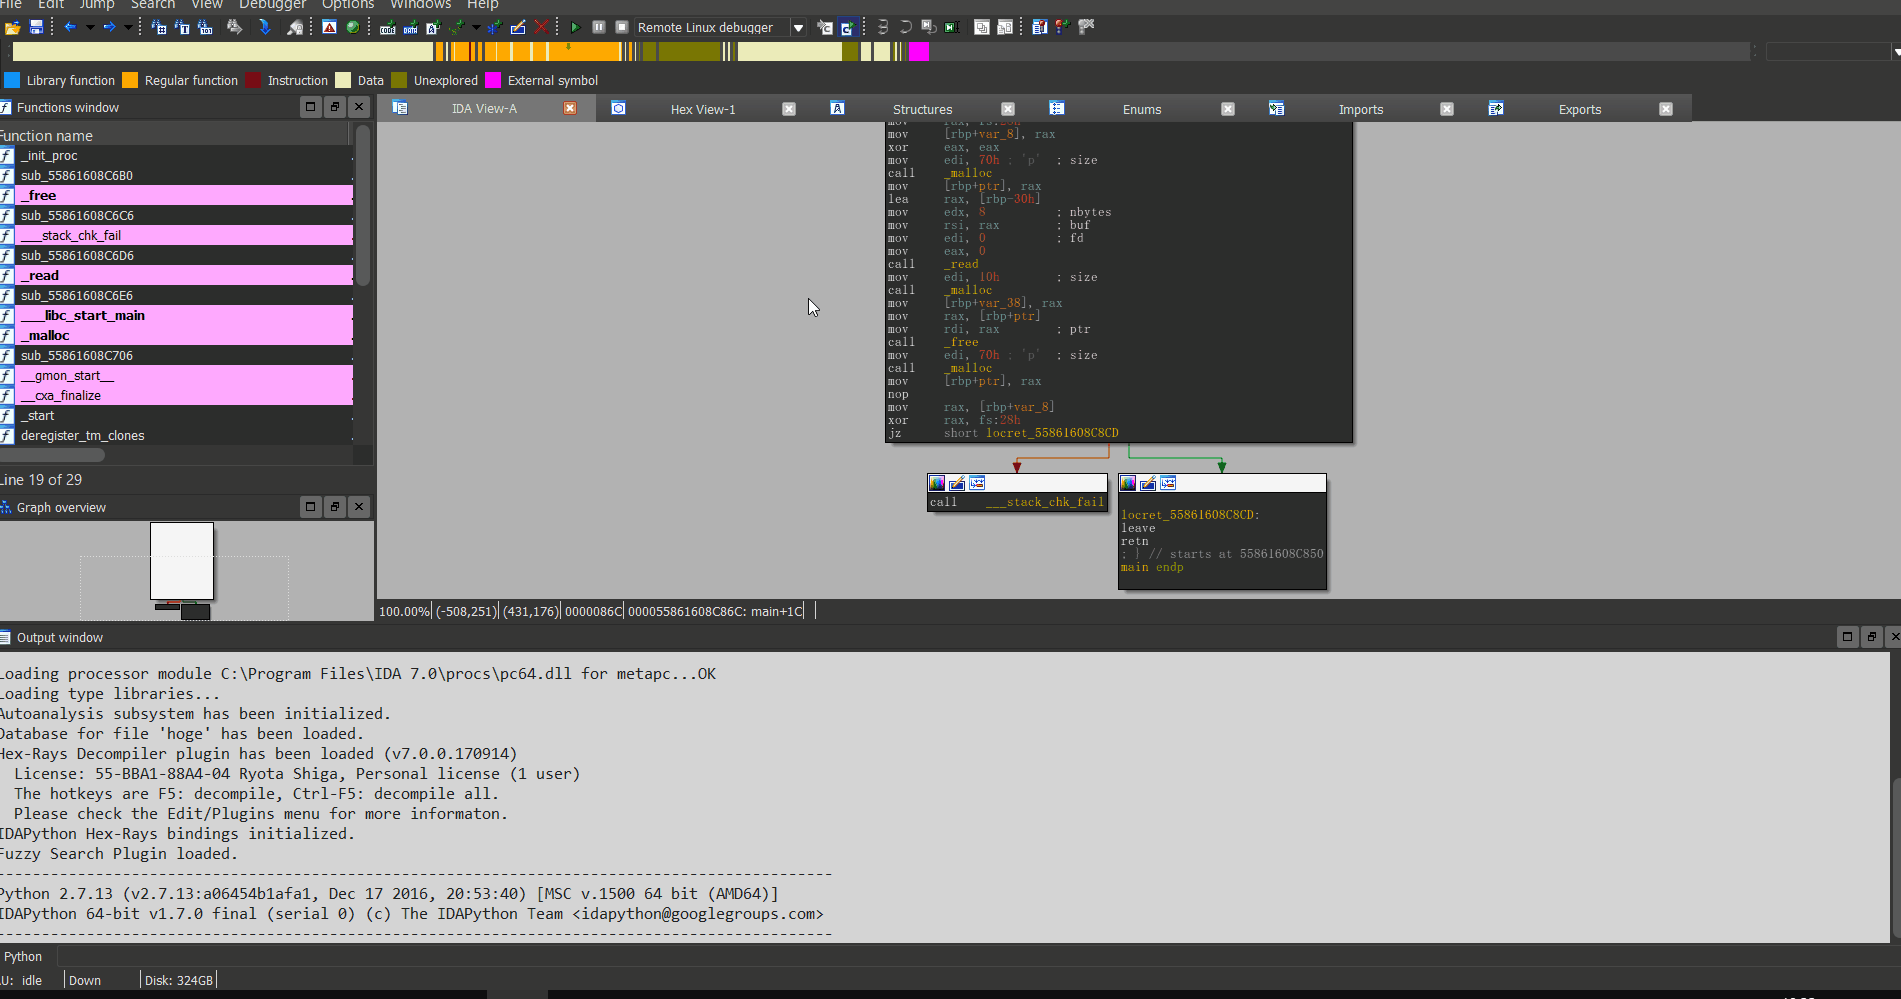 File Edit Jump Search View Debugger Options Windows Help
Remote Linux debugger
Library function Regular function Instruction Data Unexplored External symbol
Functions window
Function name
_init_proc
sub_55861608C6B0
_free
sub_55861608C6C6
___stack_chk_fail
sub_55861608C6D6
_read
sub_55861608C6E6
___libc_start_main
_malloc
sub_55861608C706
__gmon_start__
__cxa_finalize
_start
deregister_tm_clones
Line 19 of 29
Graph overview
IDA View-A Hex View-1 Structures Enums Imports Exports
mov rax, fs:28h
mov [rbp+var_8], rax
xor eax, eax
mov edi, 70h ; 'p' ; size
call _malloc
mov [rbp+ptr], rax
lea rax, [rbp-30h]
mov edx, 8 ; nbytes
mov rsi, rax ; buf
mov edi, 0 ; fd
mov eax, 0
call _read
mov edi, 10h ; size
call _malloc
mov [rbp+var_38], rax
mov rax, [rbp+ptr]
mov rdi, rax ; ptr
call _free
mov edi, 70h ; 'p' ; size
call _malloc
mov [rbp+ptr], rax
nop
mov rax, [rbp+var_8]
xor rax, fs:28h
jz short locret_55861608C8CD
call ___stack_chk_fail
locret_55861608C8CD:
leave
retn
; } // starts at 55861608C850
main endp
100.00% (-508,251) (431,176) 0000086C 000055861608C86C: main+1C
Output window
Loading processor module C:\Program Files\IDA 7.0\procs\pc64.dll for metapc...OK
Loading type libraries...
Autoanalysis subsystem has been initialized.
Database for file 'hoge' has been loaded.
Hex-Rays Decompiler plugin has been loaded (v7.0.0.170914)
License: 55-BBA1-88A4-04 Ryota Shiga, Personal license (1 user)
The hotkeys are F5: decompile, Ctrl-F5: decompile all.
Please check the Edit/Plugins menu for more informaton.
IDAPython Hex-Rays bindings initialized.
Fuzzy Search Plugin loaded.
---------------------------------------------------------------------------------------------
Python 2.7.13 (v2.7.13:a06454b1afa1, Dec 17 2016, 20:53:40) [MSC v.1500 64 bit (AMD64)]
IDAPython 64-bit v1.7.0 final (serial 0) (c) The IDAPython Team <idapython@googlegroups.com>
---------------------------------------------------------------------------------------------
Python
AU: idle Down Disk: 324GB